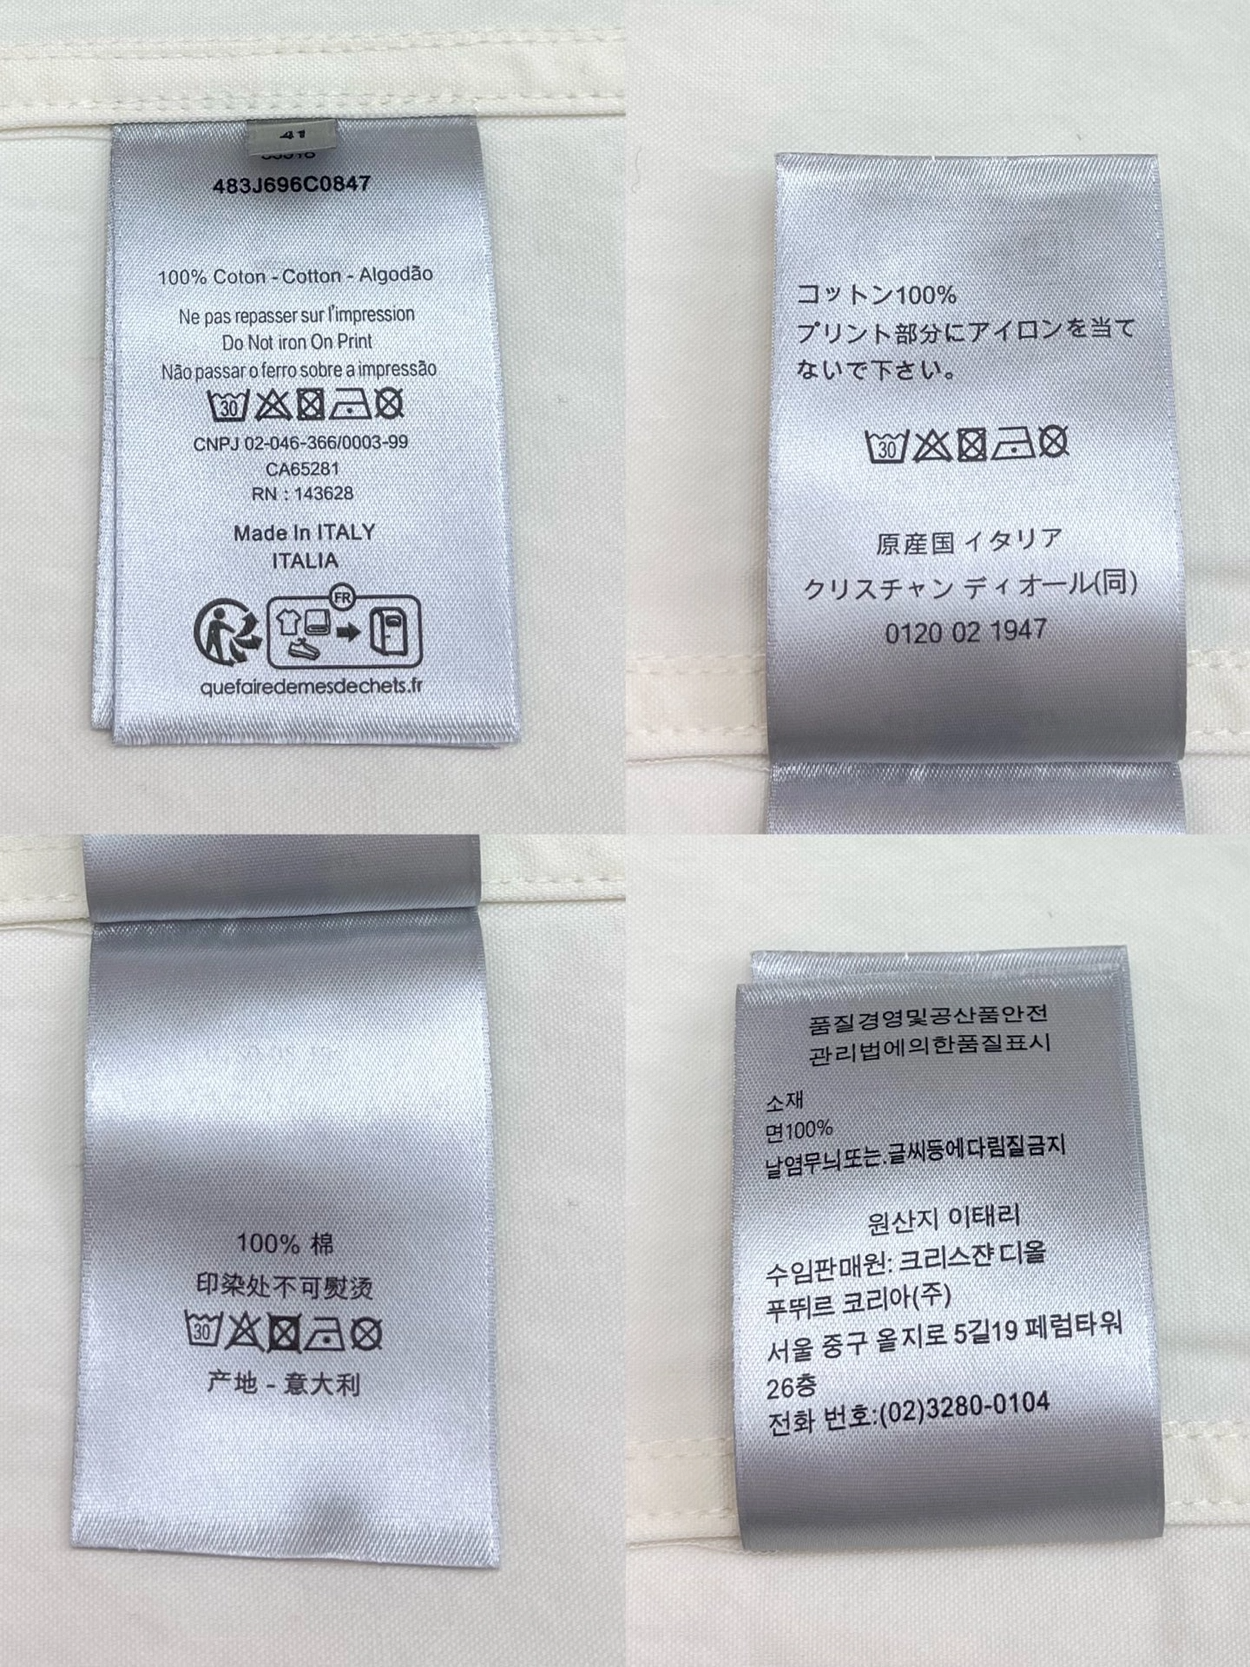 41
483J696C0847
100% Coton - Cotton - Algodão
Ne pas repasser sur l'impression
Do Not iron On Print
Não passar o ferro sobre a impressão
30
CNPJ 02-046-366/0003-99
CA65281
RN : 143628
Made In ITALY
ITALIA
FR
quefairedemesdechets.fr
コットン100%
プリント部分にアイロンを当て
ないで下さい。
30
原産国 イタリア
クリスチャン ディオール(同)
0120 02 1947
100% 棉
印染处不可熨烫
30
产地 - 意大利
품질경영및공산품안전
관리법에의한품질표시
소재
면100%
날염무늬또는.글씨등에다림질금지
원산지 이태리
수입판매원: 크리스쟌 디올
푸뛰르 코리아(주)
서울 중구 을지로 5길19 페럼타워
26층
전화 번호:(02)3280-0104